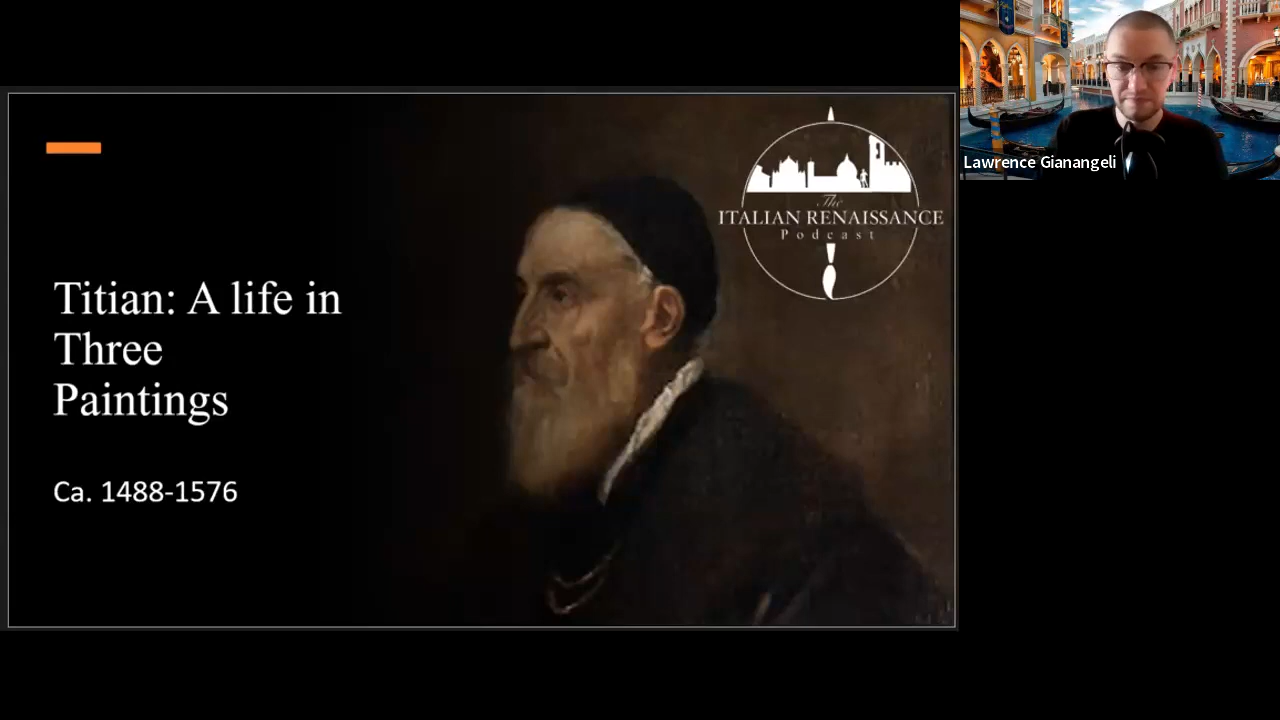 Titian: A life in
Three
Paintings
Ca. 1488-1576
The
ITALIAN RENAISSANCE
Podcast
Lawrence Gianangeli